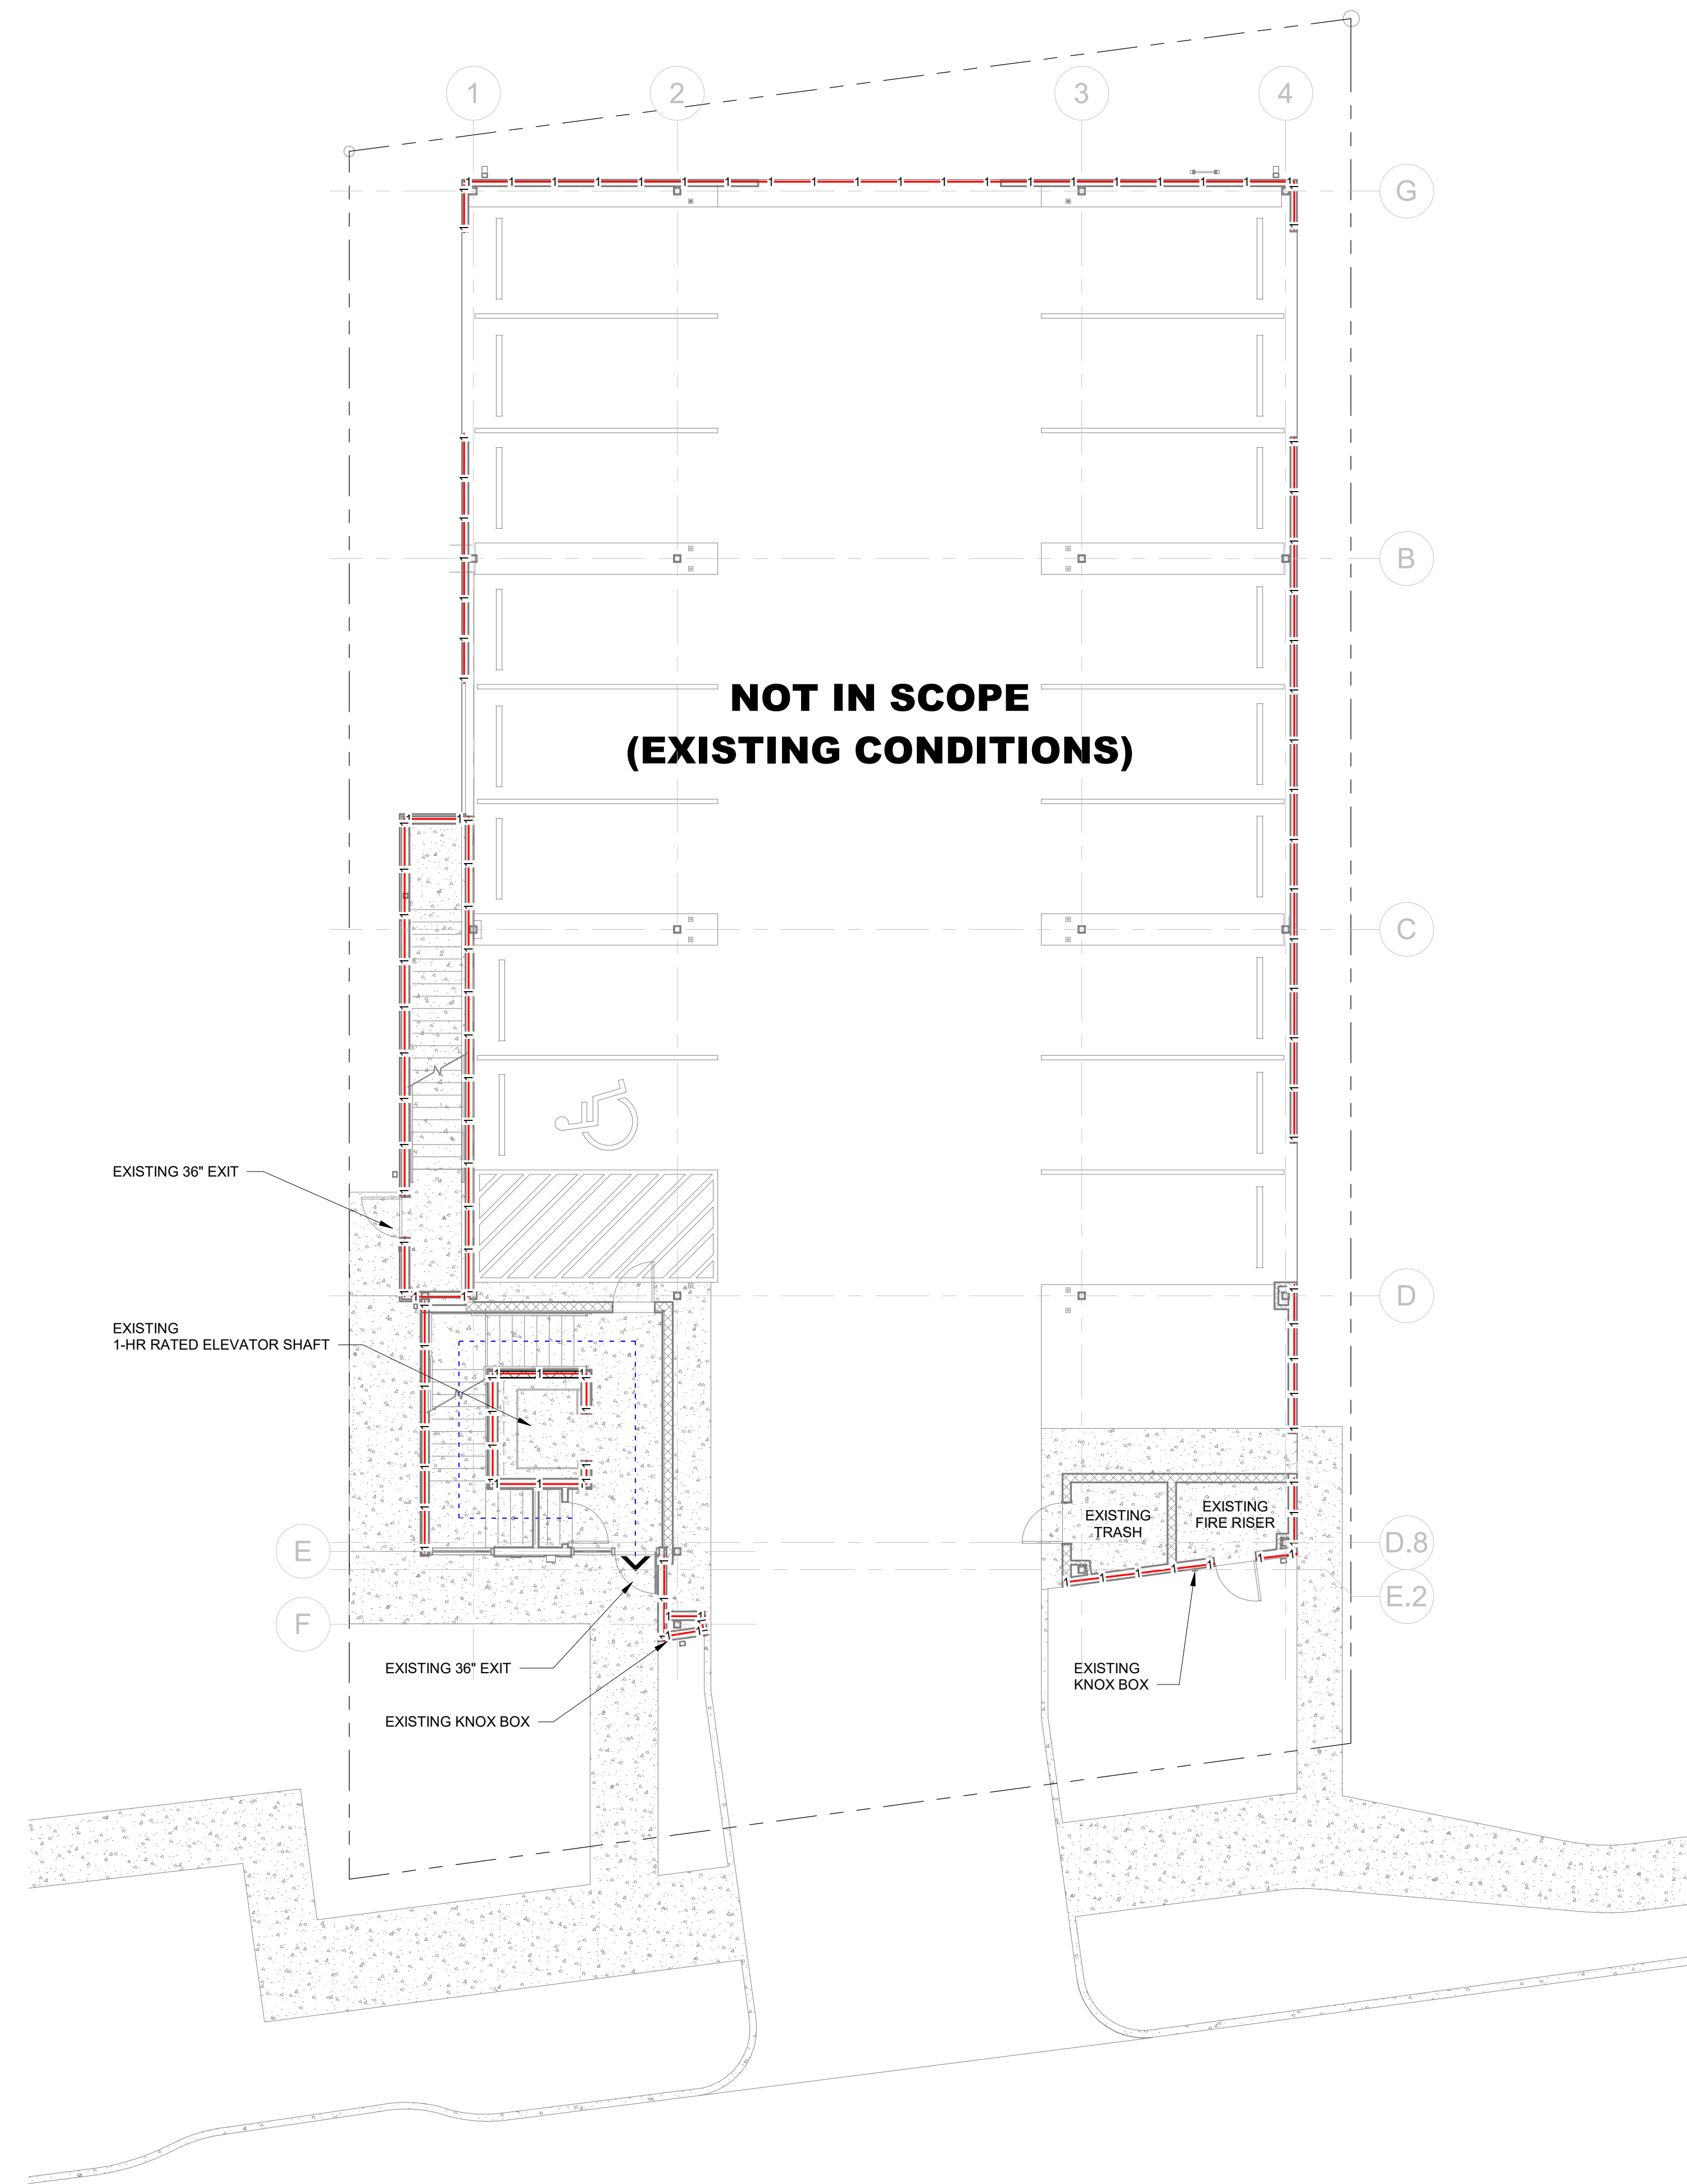 1
2
3
4
G
B
NOT IN SCOPE
(EXISTING CONDITIONS)
C
EXISTING 36" EXIT
D
EXISTING
1-HR RATED ELEVATOR SHAFT
EXISTING
TRASH
EXISTING
FIRE RISER
E
D.8
E.2
F
EXISTING 36" EXIT
EXISTING
KNOX BOX
EXISTING KNOX BOX